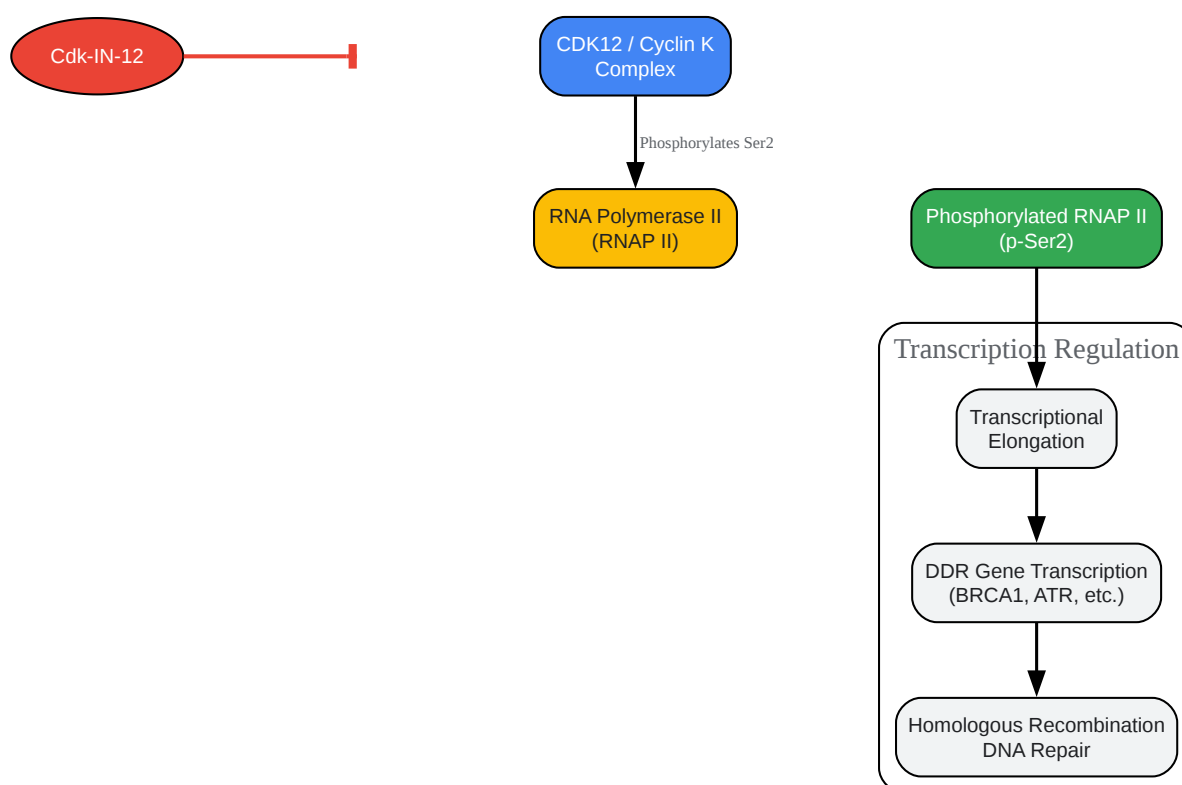 Cdk-IN-12
CDK12 / Cyclin K
Complex
Phosphorylates Ser2
RNA Polymerase II
(RNAP II)
Phosphorylated RNAP II
(p-Ser2)
Transcription Regulation
Transcriptional
Elongation
DDR Gene Transcription
(BRCA1, ATR, etc.)
Homologous Recombination
DNA Repair